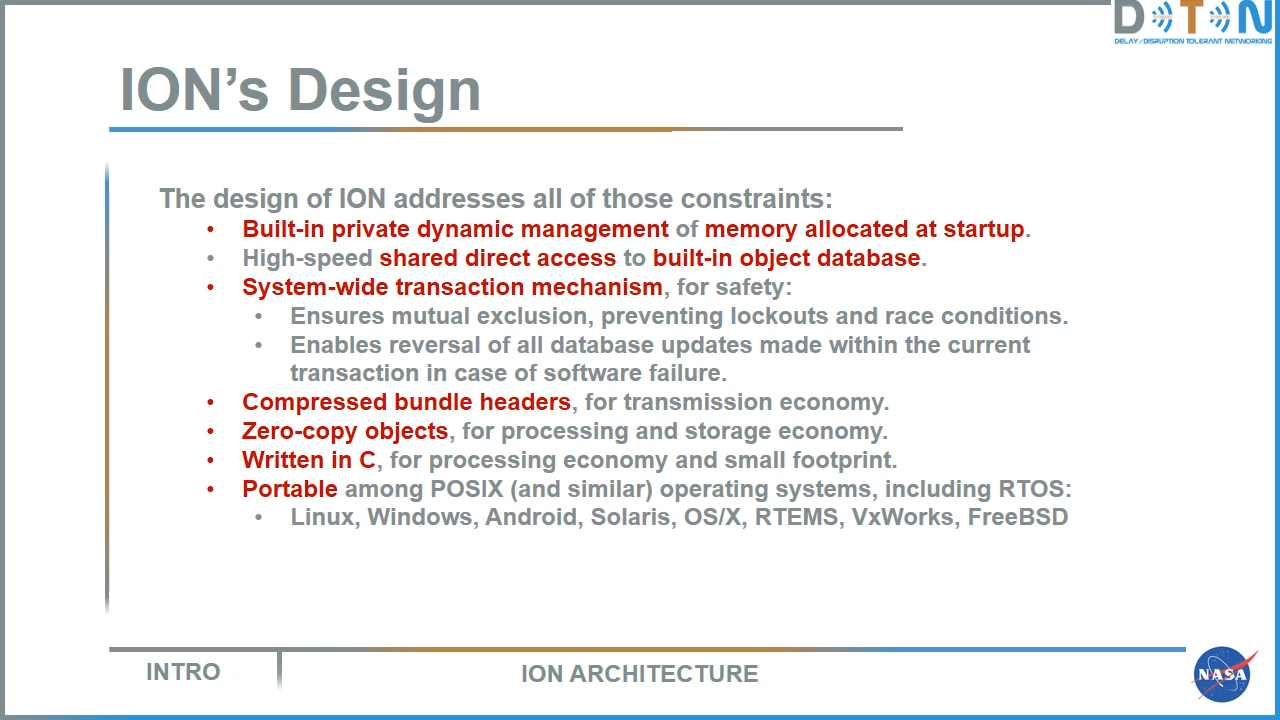 DTN
DELAY/DISRUPTION TOLERANT NETWORKING
ION’s Design
The design of ION addresses all of those constraints:
• Built-in private dynamic management of memory allocated at startup.
• High-speed shared direct access to built-in object database.
• System-wide transaction mechanism, for safety:
• Ensures mutual exclusion, preventing lockouts and race conditions.
• Enables reversal of all database updates made within the current
transaction in case of software failure.
• Compressed bundle headers, for transmission economy.
• Zero-copy objects, for processing and storage economy.
• Written in C, for processing economy and small footprint.
• Portable among POSIX (and similar) operating systems, including RTOS:
• Linux, Windows, Android, Solaris, OS/X, RTEMS, VxWorks, FreeBSD
INTRO
ION ARCHITECTURE
NASA